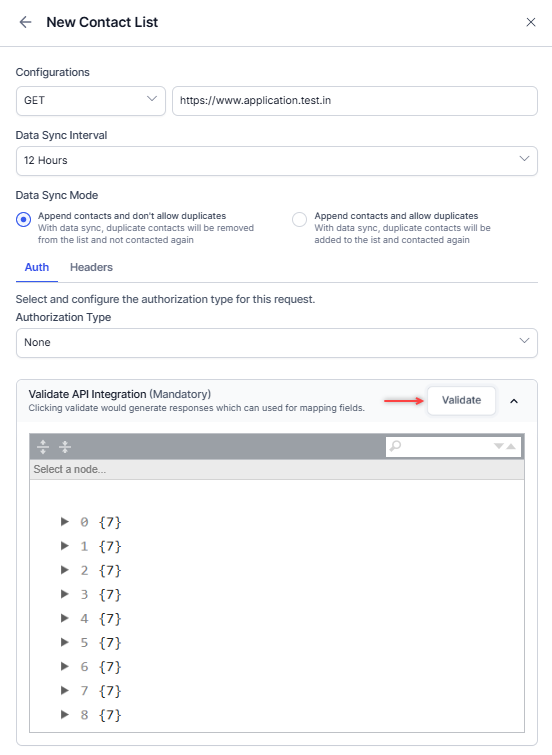 New Contact List
Configurations
GET
https://www.application.test.in
Data Sync Interval
12 Hours
Data Sync Mode
Append contacts and don't allow duplicates
With data sync, duplicate contacts will be removed
from the list and not contacted again
Append contacts and allow duplicates
With data sync, duplicate contacts will be
added to the ist and contacted again
Auth
Headers
Select and configure the authorization type for this request.
Authorization Type
None
Validate API Integration (Mandatory)
Clicking validate would generate responses which can used for mapping fields.
Validate
Select a node...
0 {7}
1 {7}
2 {7}
3 {7}
4 {7}
5 {7}
6 {7}
7 {7}
8 {7}